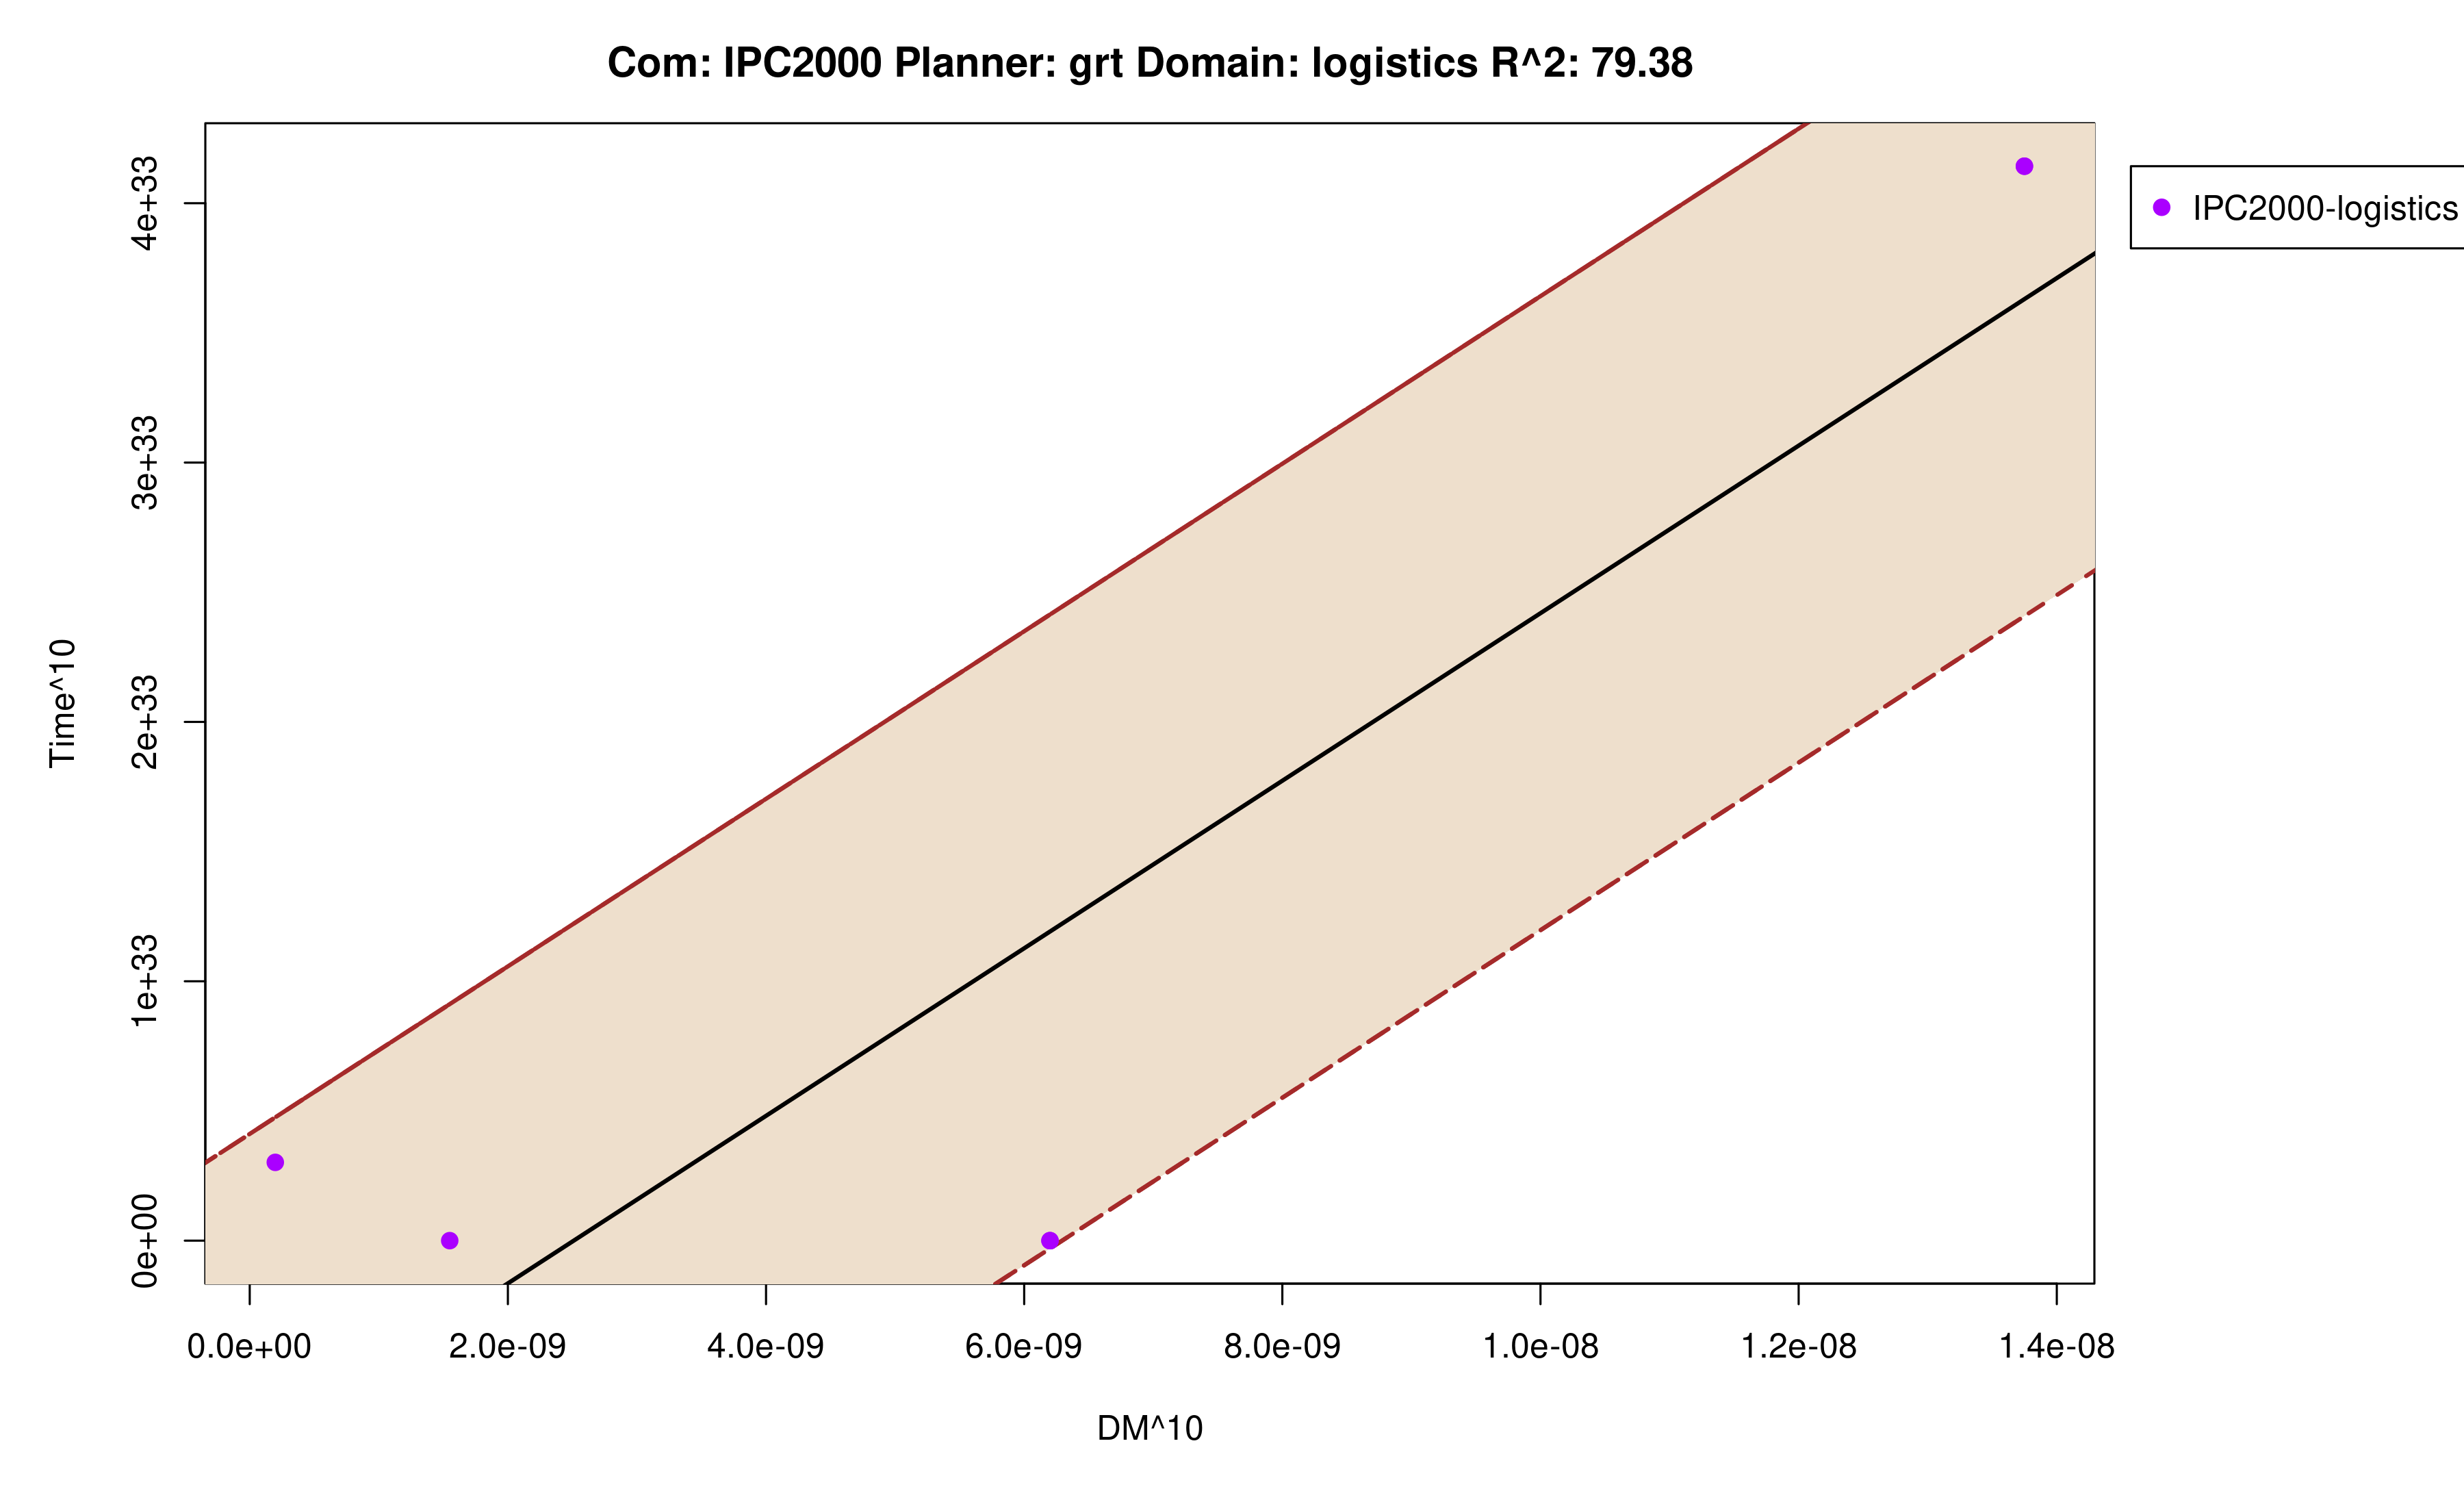 Com: IPC2000 Planner: grt Domain: logistics R^2: 79.38
IPC2000-logistics
Time^10
4e+33
3e+33
2e+33
1e+33
0e+00
0.0e+00 2.0e-09 4.0e-09 6.0e-09 8.0e-09 1.0e-08 1.2e-08 1.4e-08
DM^10